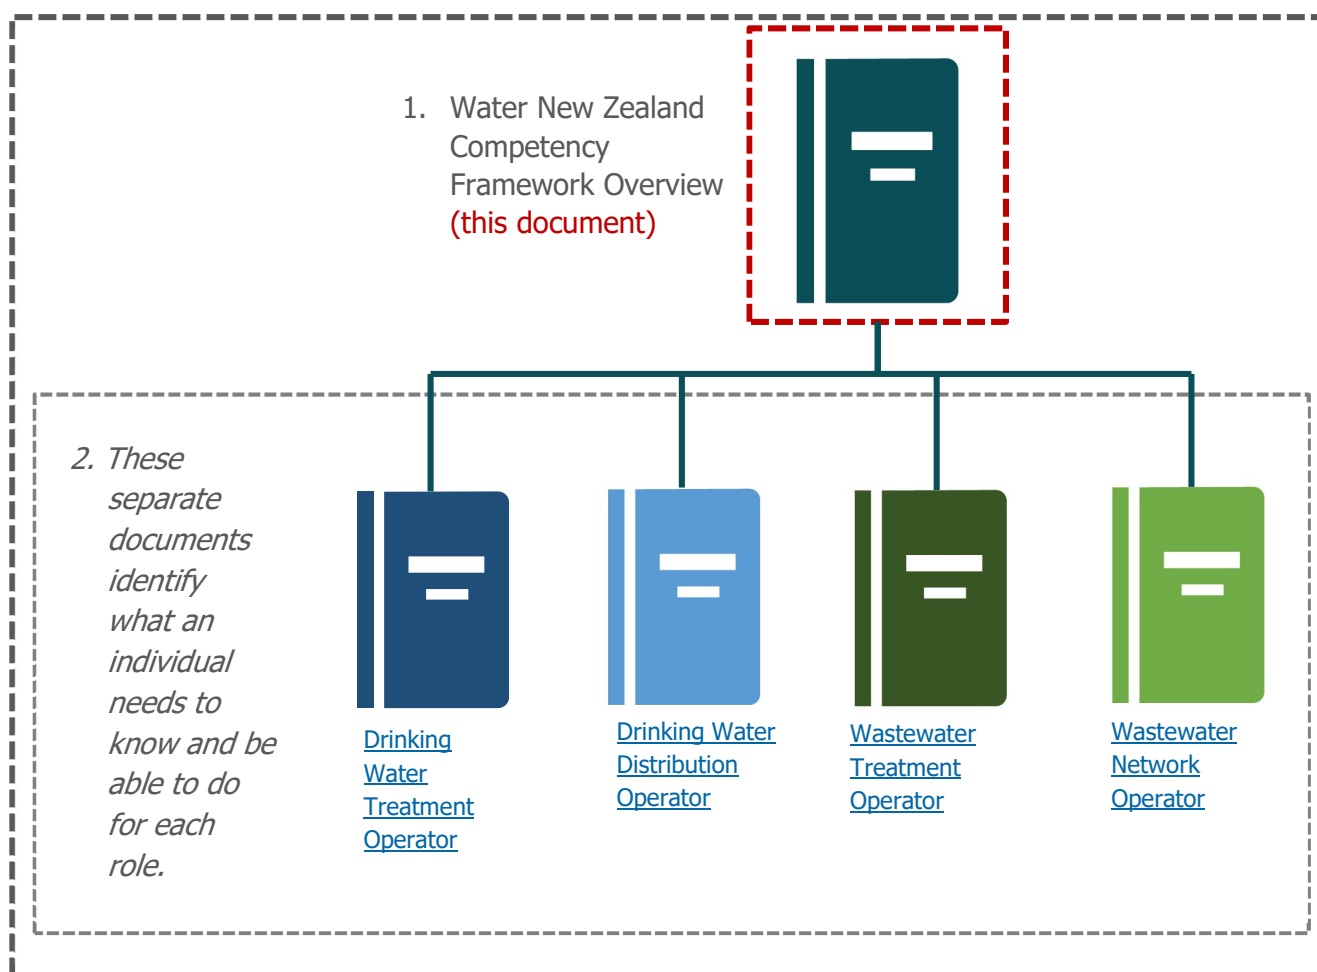 1. Water New Zealand
Competency
Framework Overview
(this document)
2. These
separate
documents
identify
what an
individual
needs to
know and be
able to do
for each
role.
Drinking
Water
Treatment
Operator
Drinking Water
Distribution
Operator
Wastewater
Treatment
Operator
Wastewater
Network
Operator